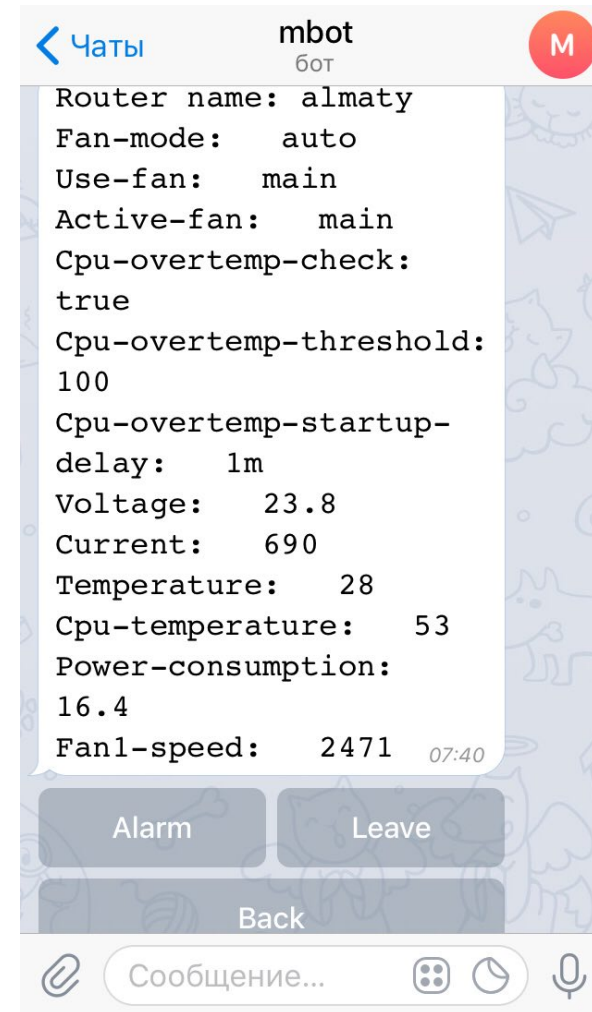 Чаты
mbot
бот
M
Router name: almaty
Fan-mode: auto
Use-fan: main
Active-fan: main
Cpu-overtemp-check:
true
Cpu-overtemp-threshold:
100
Cpu-overtemp-startup-
delay: 1m
Voltage: 23.8
Current: 690
Temperature: 28
Cpu-temperature: 53
Power-consumption:
16.4
Fan1-speed: 2471 07:40
Alarm Leave
Back
Сообщение...